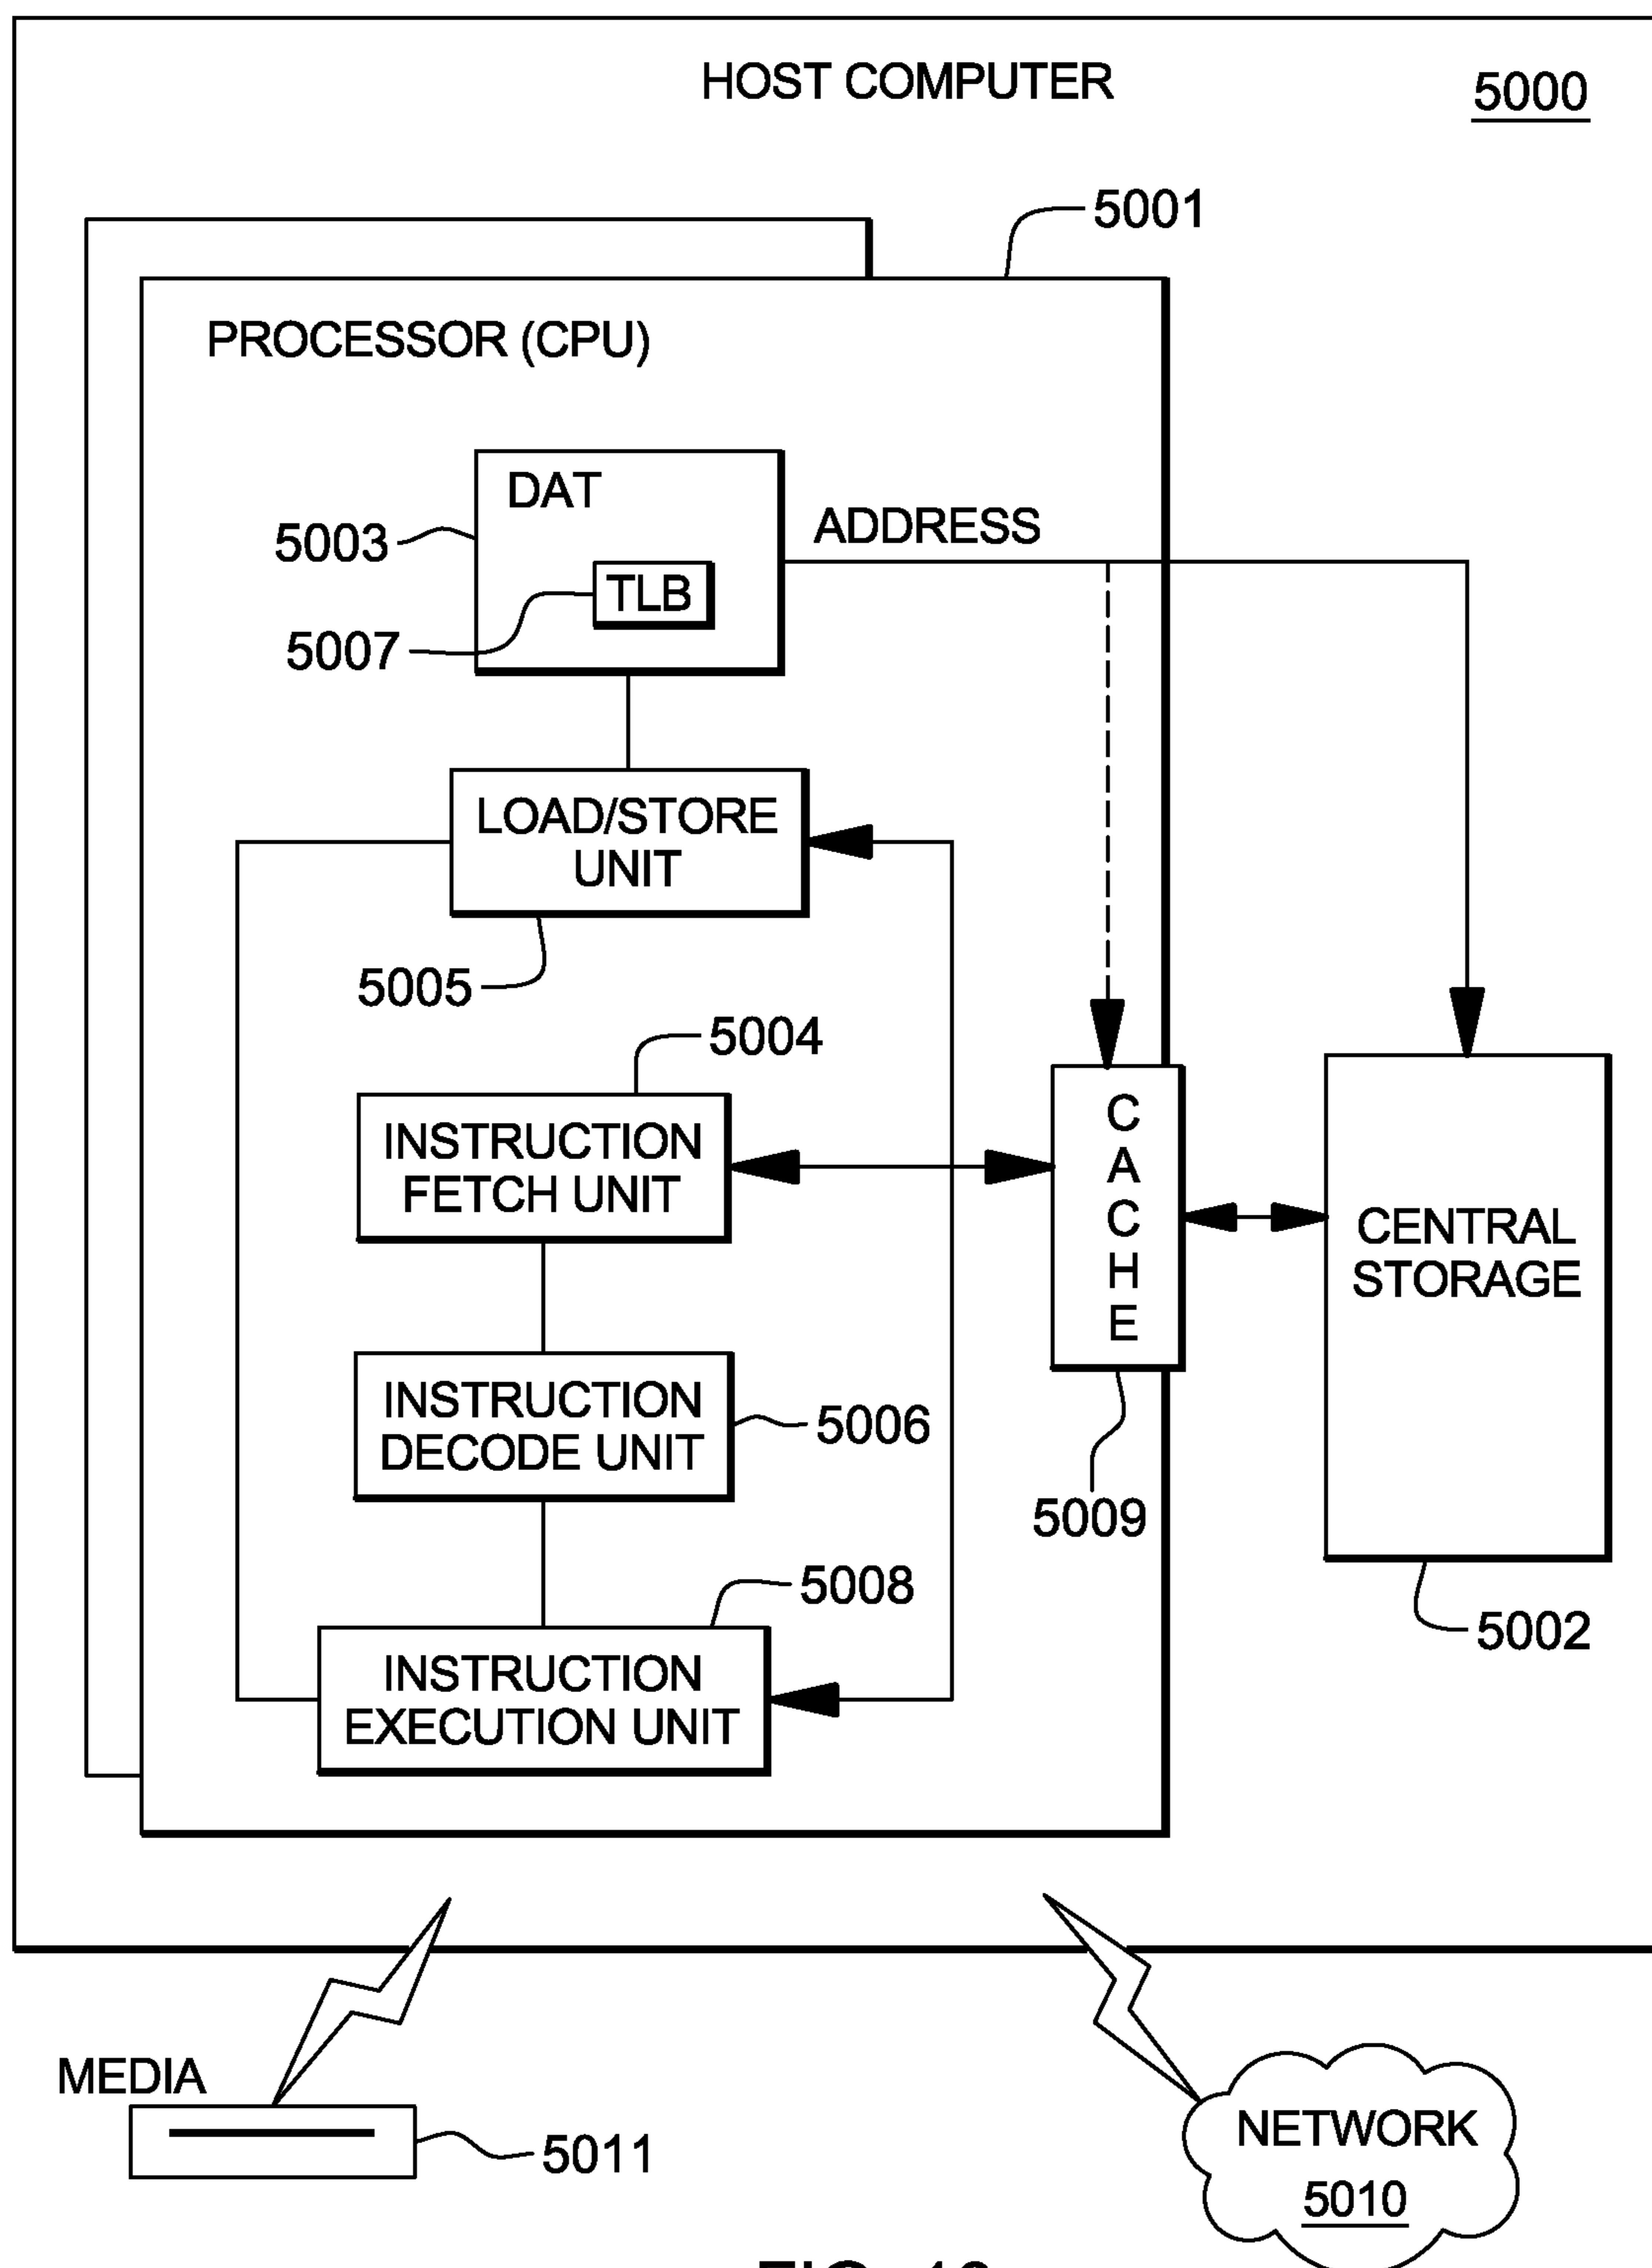 HOST COMPUTER
5000
5001
PROCESSOR (CPU)
DAT
5003
ADDRESS
TLB
5007
LOAD/STORE
UNIT
5005
5004
INSTRUCTION
FETCH UNIT
C
A
C
H
E
CENTRAL
STORAGE
INSTRUCTION
DECODE UNIT
5006
5009
5008
5002
INSTRUCTION
EXECUTION UNIT
MEDIA
5011
NETWORK
5010